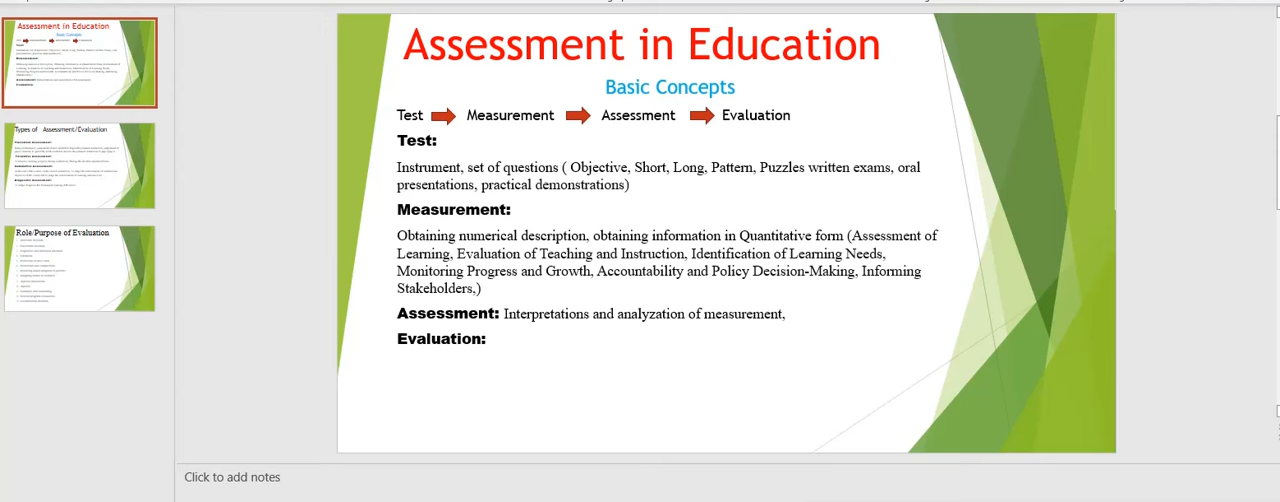 Assessment in Education
Types of Assessment/Evaluation
Role/Purpose of Evaluation
Assessment in Education
Basic Concepts
Test Measurement Assessment Evaluation
Test:
Instrument, set of questions ( Objective, Short, Long, Pattern, Puzzles written exams, oral
presentations, practical demonstrations)
Measurement:
Obtaining numerical description, obtaining information in Quantitative form (Assessment of
Learning, Evaluation of Teaching and Instruction, Identification of Learning Needs,
Monitoring Progress and Growth, Accountability and Policy Decision-Making, Informing
Stakeholders,)
Assessment: Interpretations and analyzation of measurement,
Evaluation:
Click to add notes